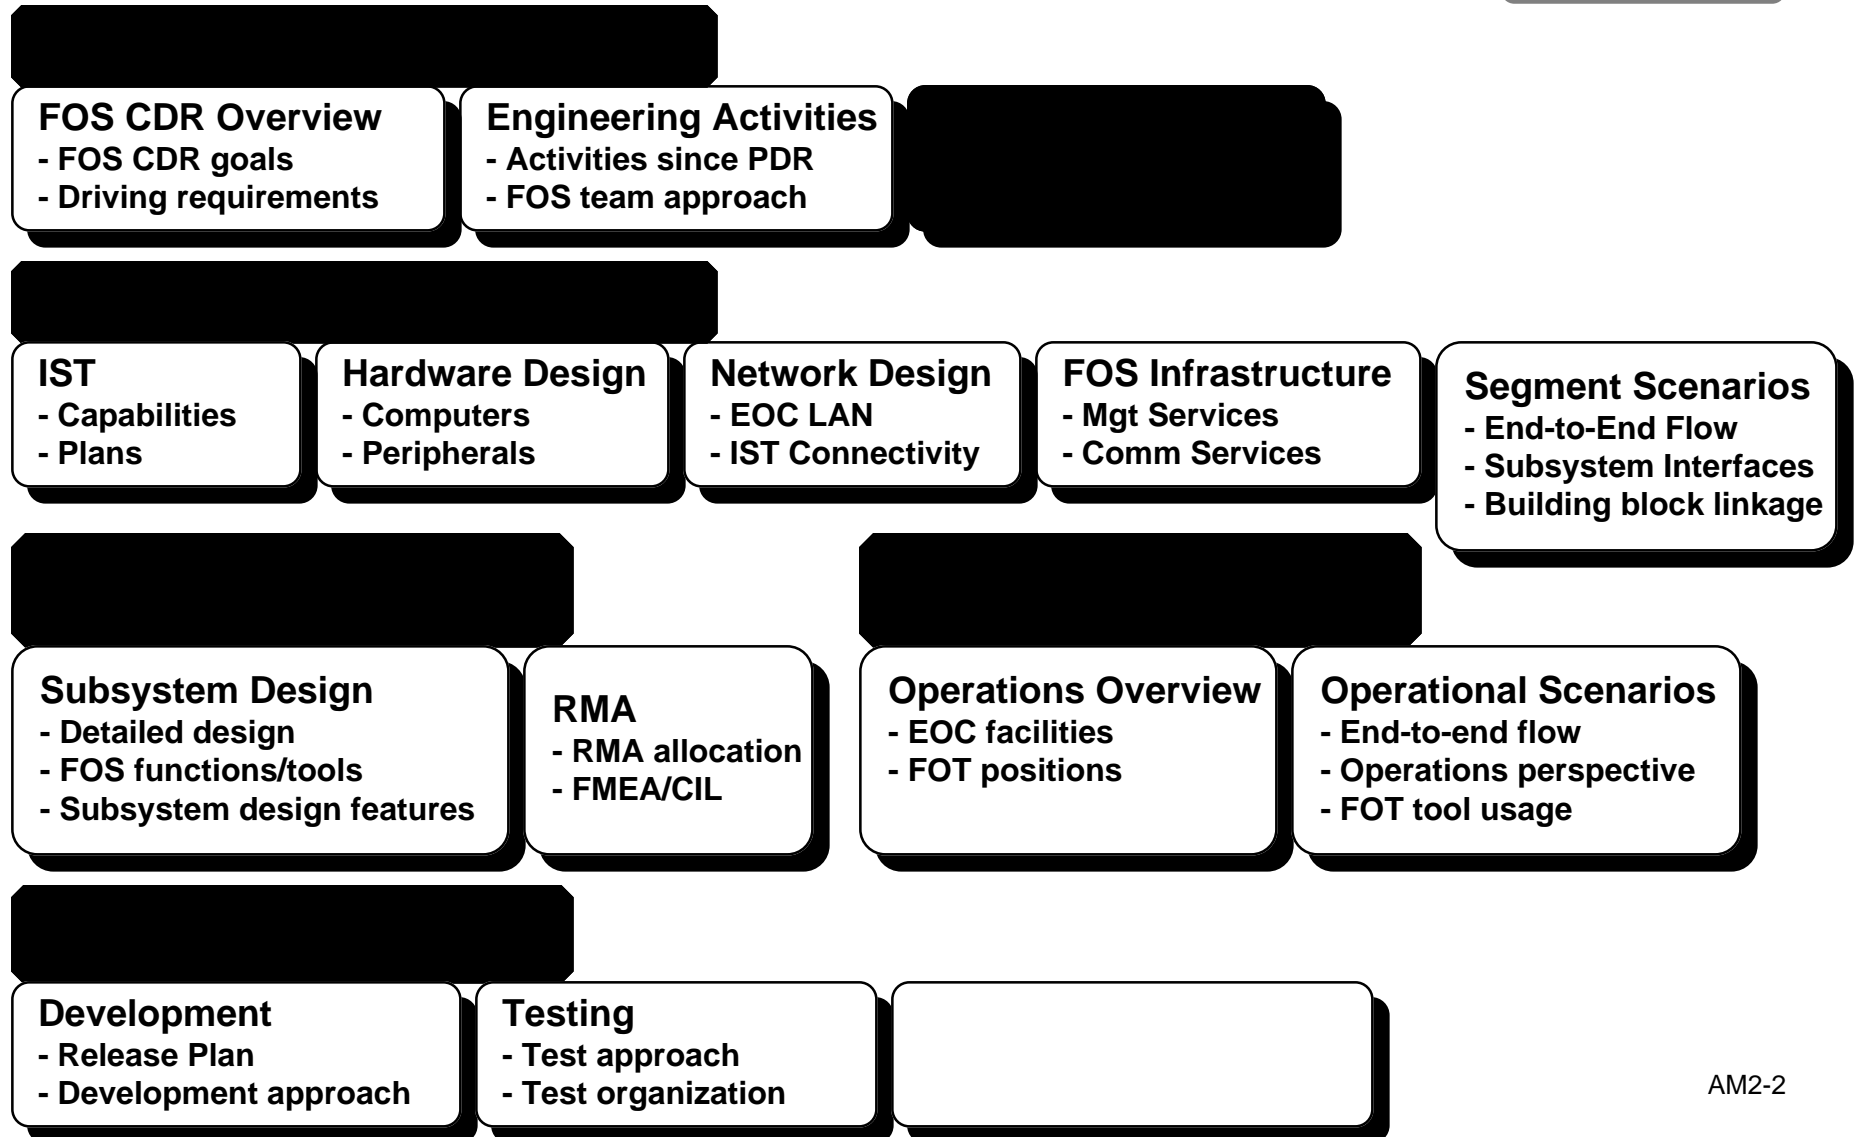 FOS CDR Overview
- FOS CDR goals
- Driving requirements
Engineering Activities
- Activities since PDR
- FOS team approach
IST
- Capabilities
- Plans
Hardware Design
- Computers
- Peripherals
Network Design
- EOC LAN
- IST Connectivity
FOS Infrastructure
- Mgt Services
- Comm Services
Segment Scenarios
- End-to-End Flow
- Subsystem Interfaces
- Building block linkage
Subsystem Design
- Detailed design
- FOS functions/tools
- Subsystem design features
RMA
- RMA allocation
- FMEA/CIL
Operations Overview
- EOC facilities
- FOT positions
Operational Scenarios
- End-to-end flow
- Operations perspective
- FOT tool usage
Development
- Release Plan
- Development approach
Testing
- Test approach
- Test organization
AM2-2